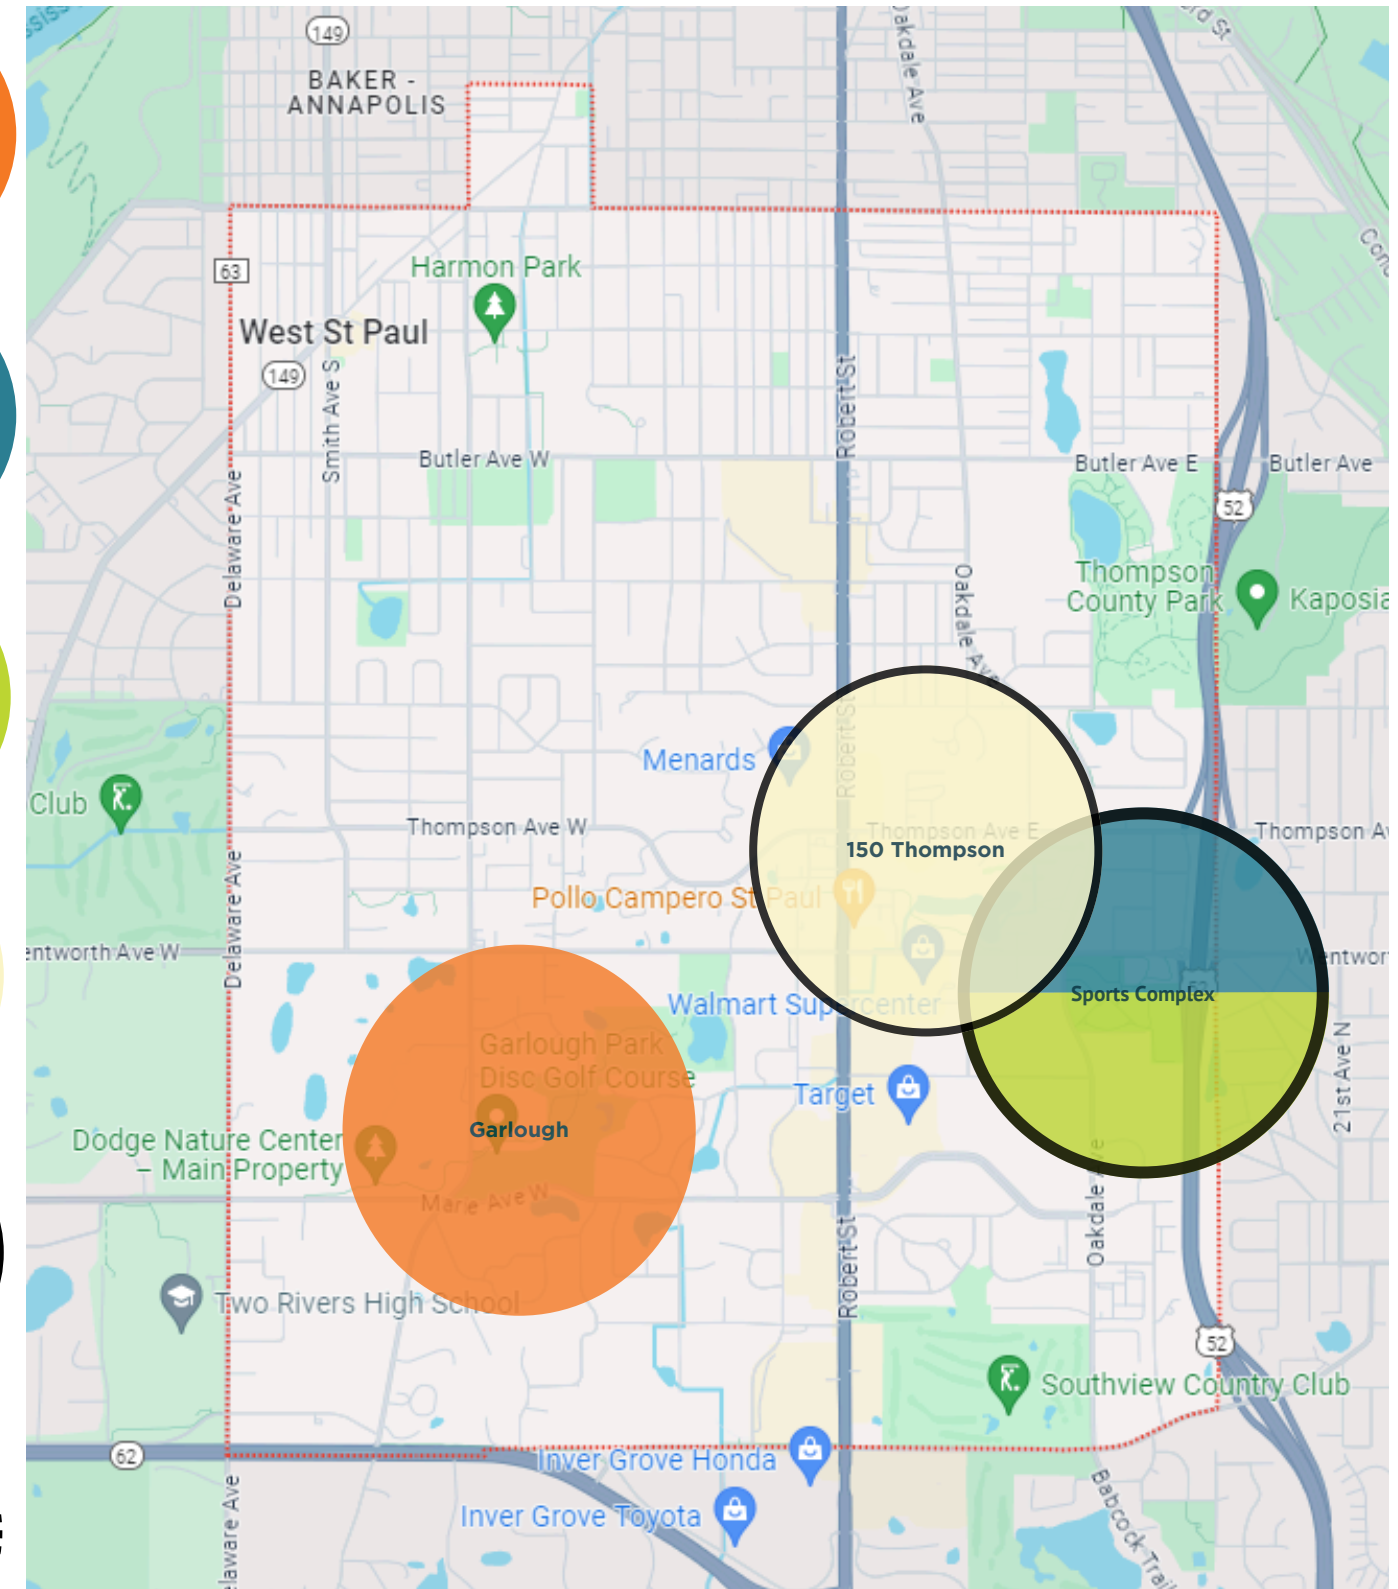 149
BAKER -
ANNAPOLIS
Oakdale Ave
63
Harmon Park
West St Paul
149
Smith Ave S
Robert St
Butler Ave W
Butler Ave E
Butler Ave
Delaware Ave
52
Oakdale Ave
Thompson
County Park
Kaposia
Robert St
Menards
Club
Thompson Ave W
Thompson Ave E
Thompson Av
150 Thompson
Delaware Ave
Pollo Campero St Paul
entworth Ave W
Wentwor
Walmart Supercenter
Sports Complex
Garlough Park
Disc Golf Course
21st Ave N
Target
Garlough
Dodge Nature Center
– Main Property
Marie Ave W
Oakdale Ave
Robert St
Two Rivers High School
52
Southview Country Club
62
Inver Grove Honda
Delaware Ave
Inver Grove Toyota
Babcock Trail